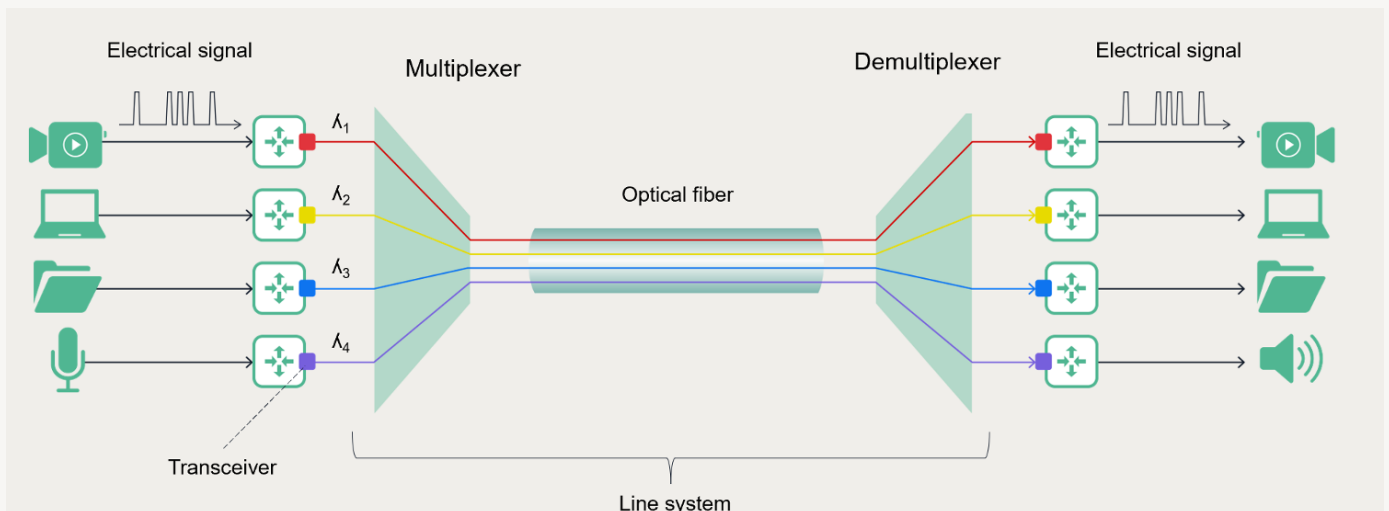 Electrical signal
Multiplexer
Demultiplexer
Electrical signal
λ1
λ2
Optical fiber
λ3
λ4
Transceiver
Line system